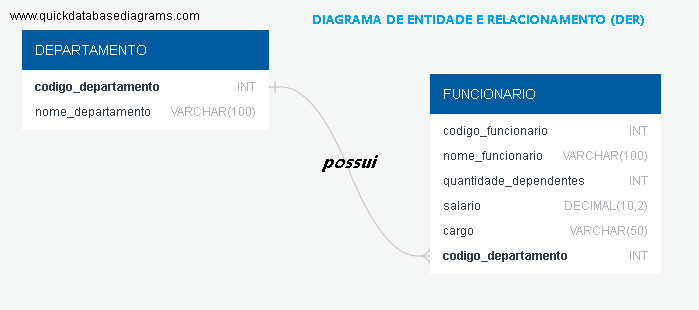 www.quickdatabasediagrams.com
DIAGRAMA DE ENTIDADE E RELACIONAMENTO (DER)
DEPARTAMENTO
codigo_departamento INT
nome_departamento VARCHAR(100)
possui
FUNCIONARIO
codigo_funcionario INT
nome_funcionario VARCHAR(100)
quantidade_dependentes INT
salario DECIMAL(10,2)
cargo VARCHAR(50)
codigo_departamento INT